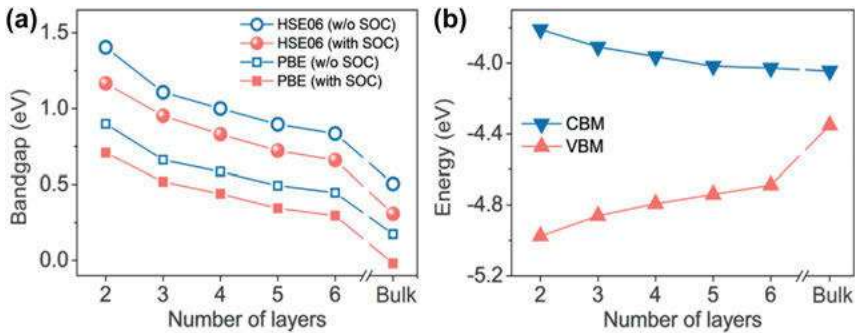 (a)
HSE06 (w/o SOC)
HSE06 (with SOC)
PBE (w/o SOC)
PBE (with SOC)
1.5
1.0
0.5
0.0
Bandgap (eV)
2 3 4 5 6 Bulk
Number of layers
(b)
-4.0
-4.4
-4.8
-5.2
Energy (eV)
CBM
VBM
2 3 4 5 6 Bulk
Number of layers